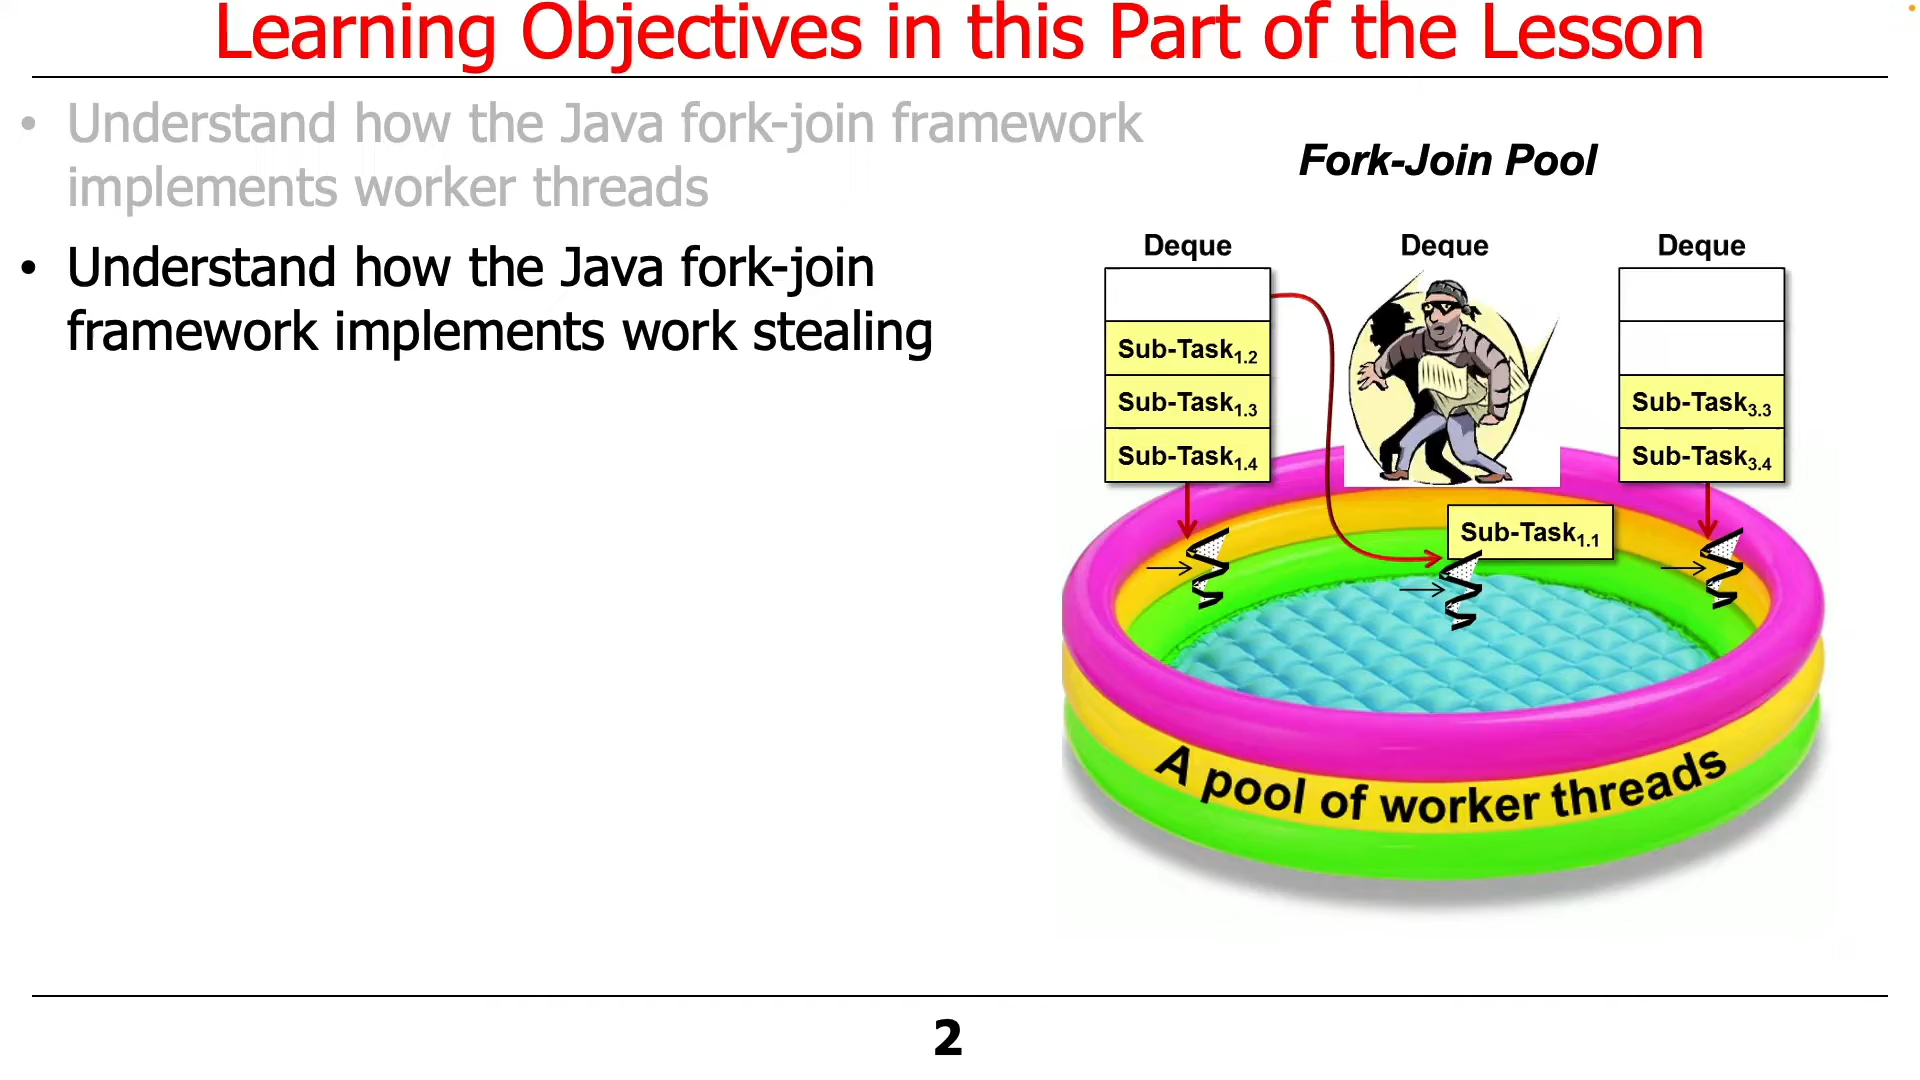 Learning Objectives in this Part of the Lesson
• Understand how the Java fork-join framework
implements worker threads
• Understand how the Java fork-join
framework implements work stealing
Fork-Join Pool
Deque
Deque
Deque
Sub-Task1.2
Sub-Task1.3
Sub-Task1.4
Sub-Task3.3
Sub-Task3.4
Sub-Task1.1
A pool of worker threads
2